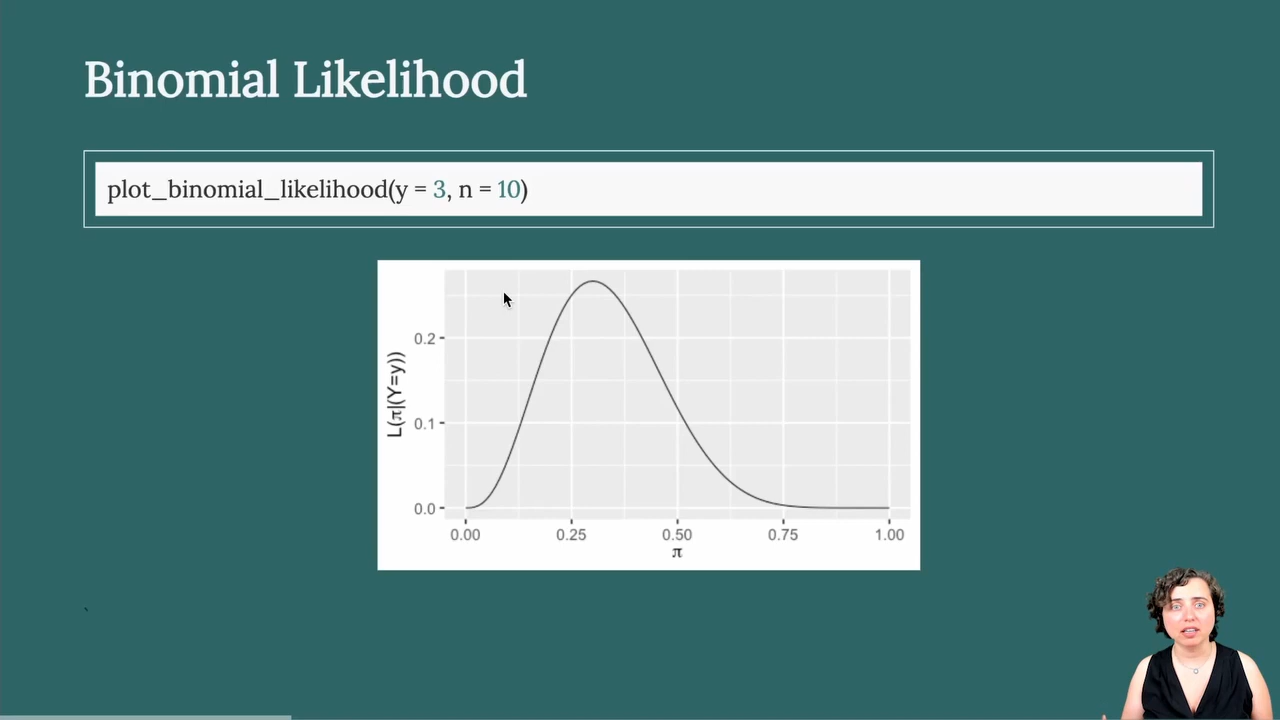 Binomial Likelihood
plot_binomial_likelihood(y = 3, n = 10)
L(π|(Y=y))
0.2
0.1
0.0
0.00 0.25 0.50 0.75 1.00
π
`